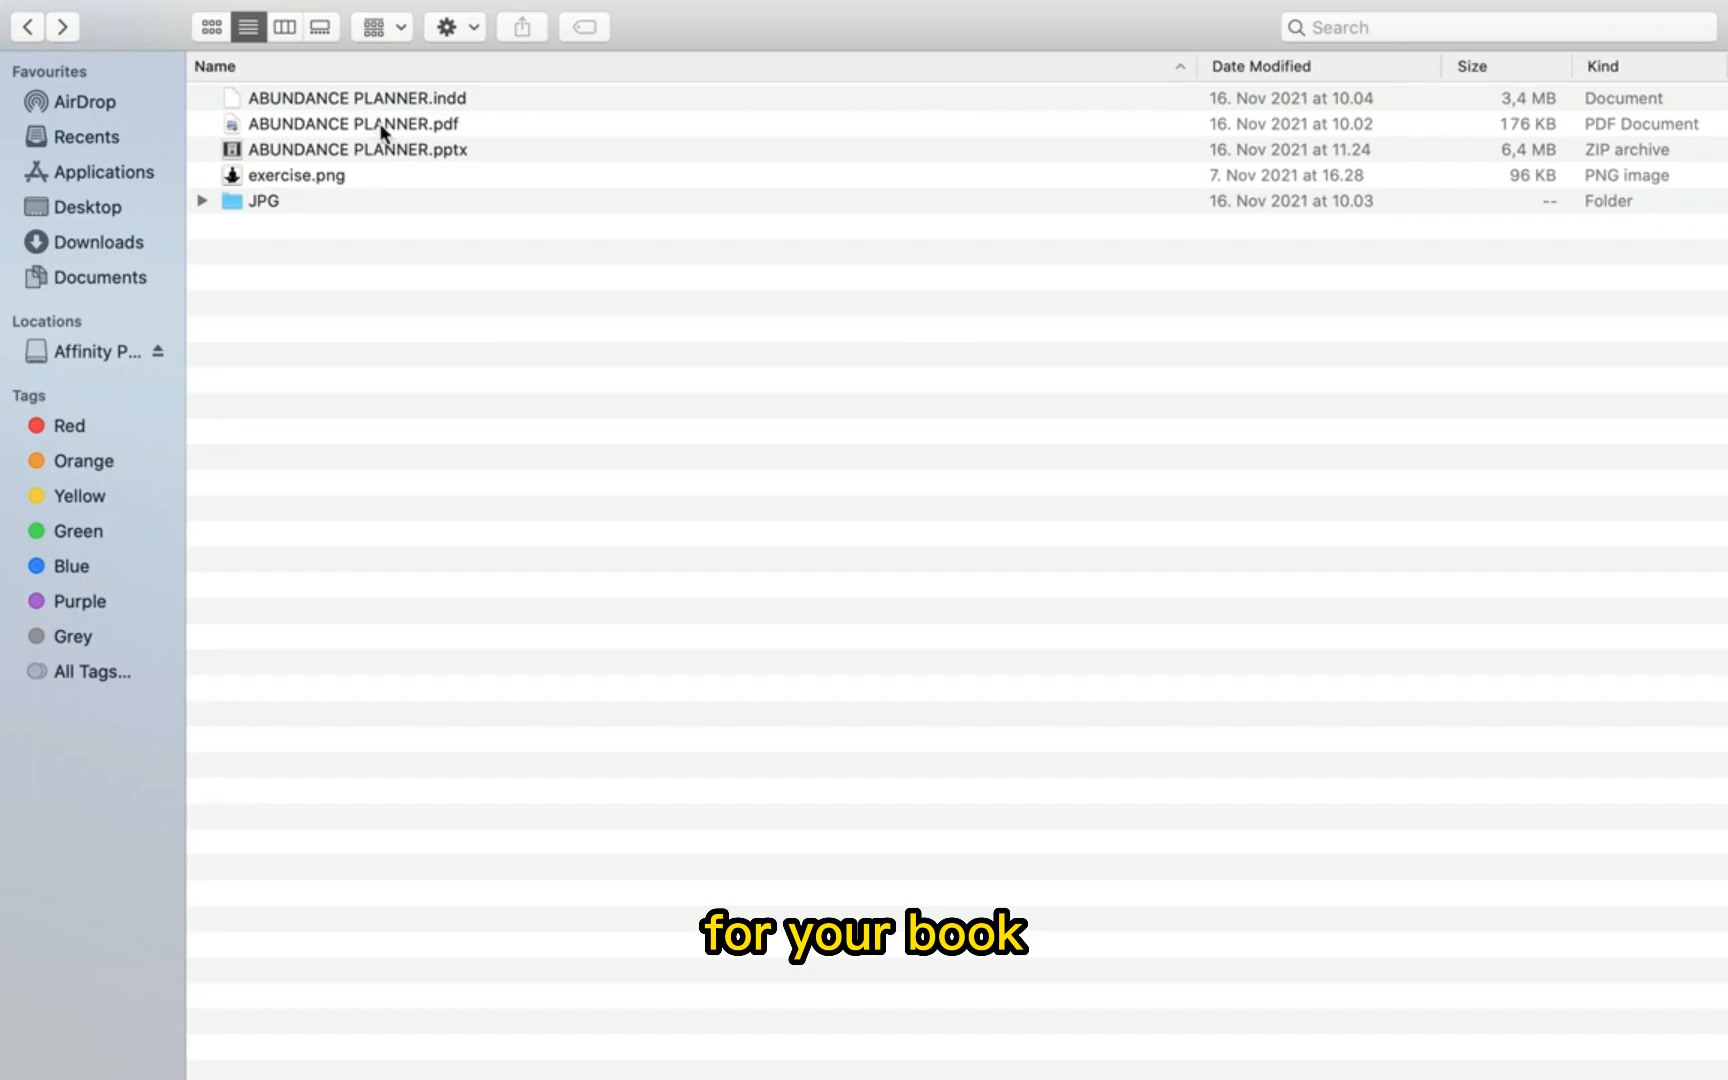 Search
Favourites
AirDrop
Recents
Applications
Desktop
Downloads
Documents
Locations
Affinity P...
Tags
Red
Orange
Yellow
Green
Blue
Purple
Grey
All Tags...
Name Date Modified Size Kind
ABUNDANCE PLANNER.indd 16. Nov 2021 at 10.04 3,4 MB Document
ABUNDANCE PLANNER.pdf 16. Nov 2021 at 10.02 176 KB PDF Document
ABUNDANCE PLANNER.pptx 16. Nov 2021 at 11.24 6,4 MB ZIP archive
exercise.png 7. Nov 2021 at 16.28 96 KB PNG image
JPG 16. Nov 2021 at 10.03 -- Folder
for your book